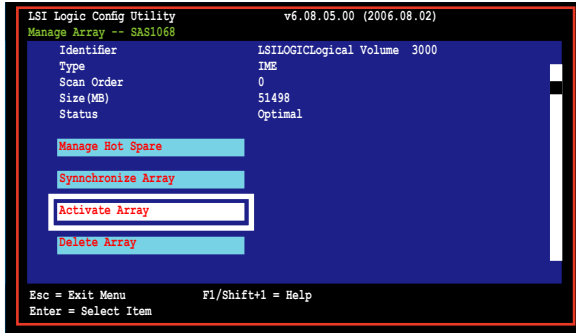 LSI Logic Config Utility v6.08.05.00 (2006.08.02)
Manage Array -- SAS1068
Identifier LSILOGICLogical Volume 3000
Type IME
Scan Order 0
Size(MB) 51498
Status Optimal
Manage Hot Spare
Synnchronize Array
Activate Array
Delete Array
Esc = Exit Menu F1/Shift+1 = Help
Enter = Select Item